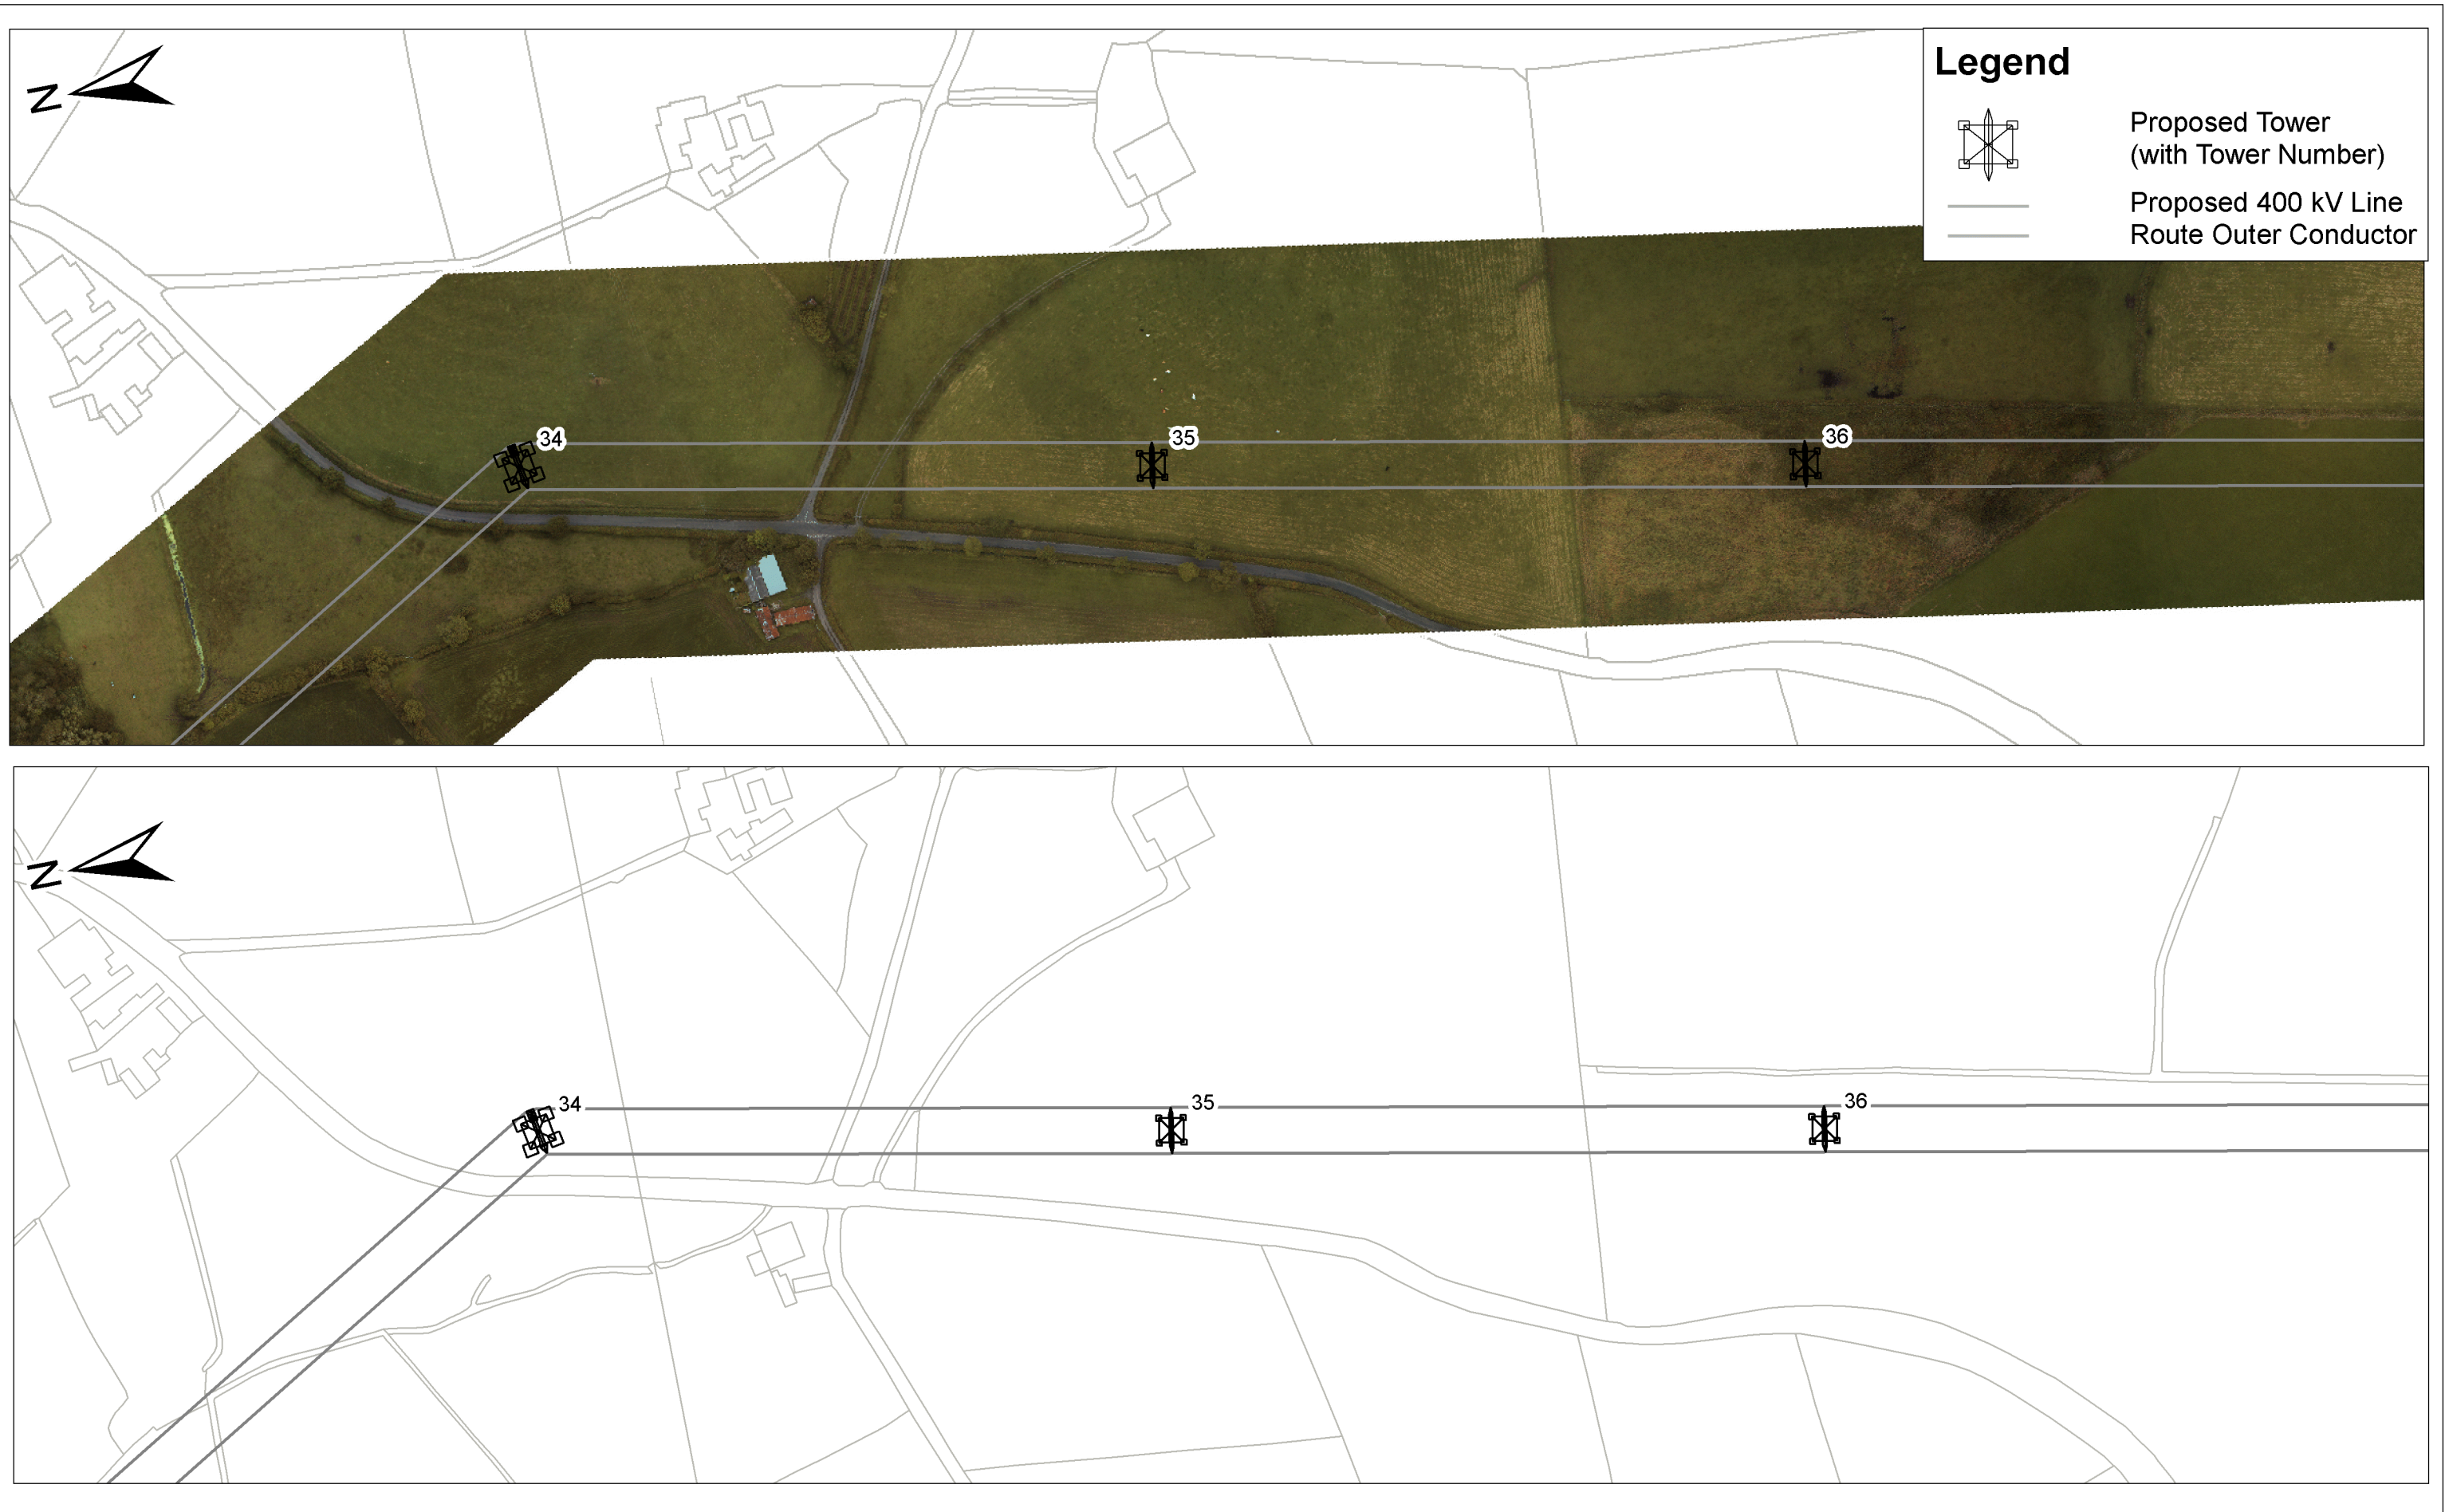 N
Legend
Proposed Tower
(with Tower Number)
Proposed 400 kV Line
Route Outer Conductor
34
35
36
N
34
35
36